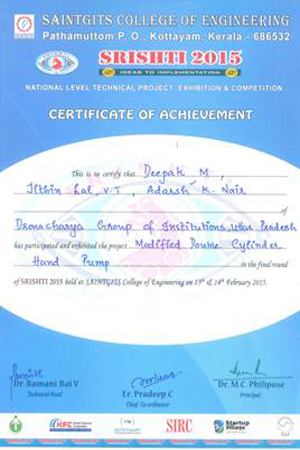 SAINTGITS COLLEGE OF ENGINEERING
Pathamuttom P. O., Kottayam, Kerala - 686532
SRISHTI 2015
IDEAS TO IMPLEMENTATION
NATIONAL LEVEL TECHNICAL PROJECT EXHIBITION & COMPETITION
CERTIFICATE OF ACHIEVEMENT
This is to certify that Deepak M,
Lal, V.T, Adarsh K. Nair
of
Dronacharya Group of Institutions, Uttar Pradesh
has participated and exhibited the project Modified Double Cylinder
Hand Pump in the final round
of SRISHTI 2015 held at SAINTGITS College of Engineering on 13th & 14th February 2015.
Dr. Ramani Bai V
Technical Head
Er. Pradeep C
Chief Co-ordinator
Dr. M.C. Philipose
Principal
KFC
SIRC
Startup
Village